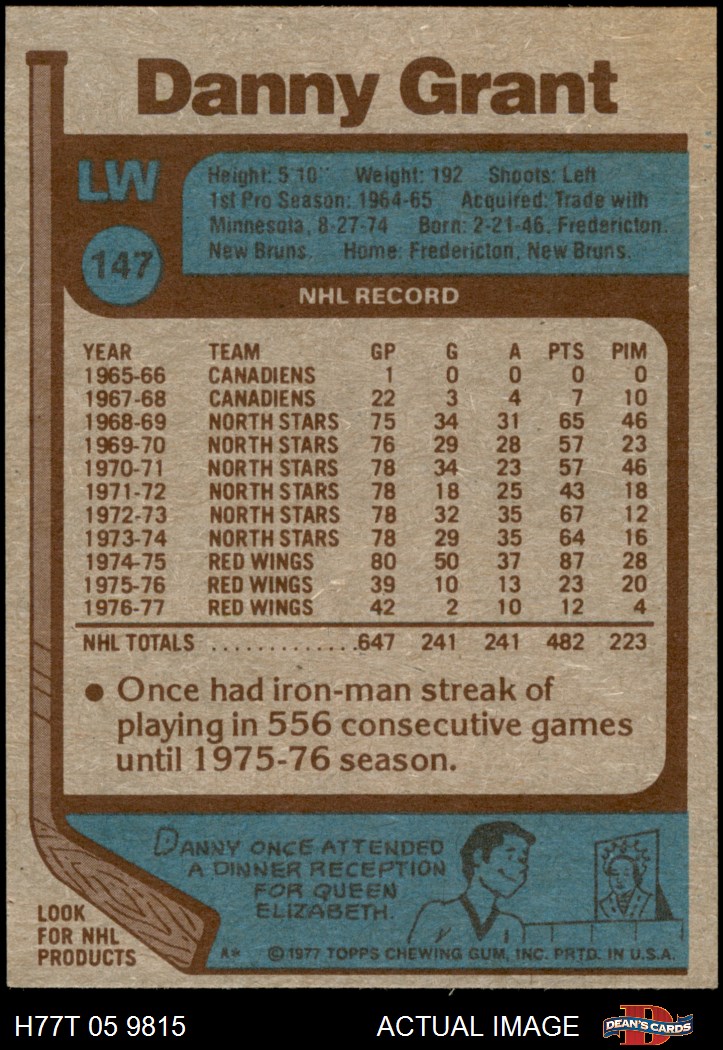 Danny Grant
LW
147
Height: 5'10" Weight: 192 Shoots: Left
1st Pro Season: 1964-65 Acquired: Trade with
Minnesota, 8-27-74 Born: 2-21-46, Fredericton,
New Bruns. Home: Fredericton, New Bruns.
NHL RECORD
YEAR TEAM GP G A PTS PIM
1965-66 CANADIENS 1 0 0 0 0
1967-68 CANADIENS 22 3 4 7 10
1968-69 NORTH STARS 75 34 31 65 46
1969-70 NORTH STARS 76 29 28 57 23
1970-71 NORTH STARS 78 34 23 57 46
1971-72 NORTH STARS 78 18 25 43 18
1972-73 NORTH STARS 78 32 35 67 12
1973-74 NORTH STARS 78 29 35 64 16
1974-75 RED WINGS 80 50 37 87 28
1975-76 RED WINGS 39 10 13 23 20
1976-77 RED WINGS 42 2 10 12 4
NHL TOTALS .............647 241 241 482 223
● Once had iron-man streak of
playing in 556 consecutive games
until 1975-76 season.
DANNY ONCE ATTENDED
A DINNER RECEPTION
FOR QUEEN
ELIZABETH.
LOOK
FOR NHL
PRODUCTS
A* ©1977 TOPPS CHEWING GUM, INC. PRTD. IN U.S.A.
H77T 05 9815 ACTUAL IMAGE
D
DEAN'S CARDS